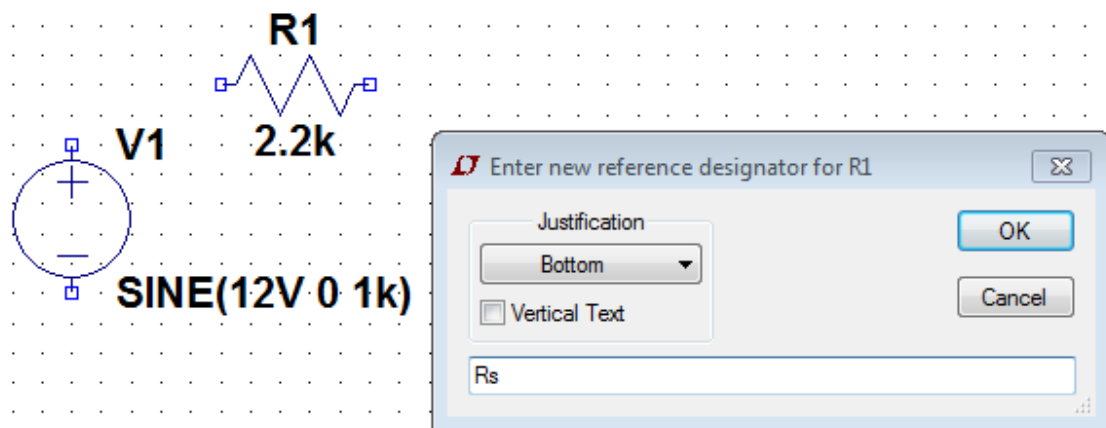 R1
2.2k
V1
SINE(12V 0 1k)
Enter new reference designator for R1
Justification
Bottom
Vertical Text
OK
Cancel
Rs